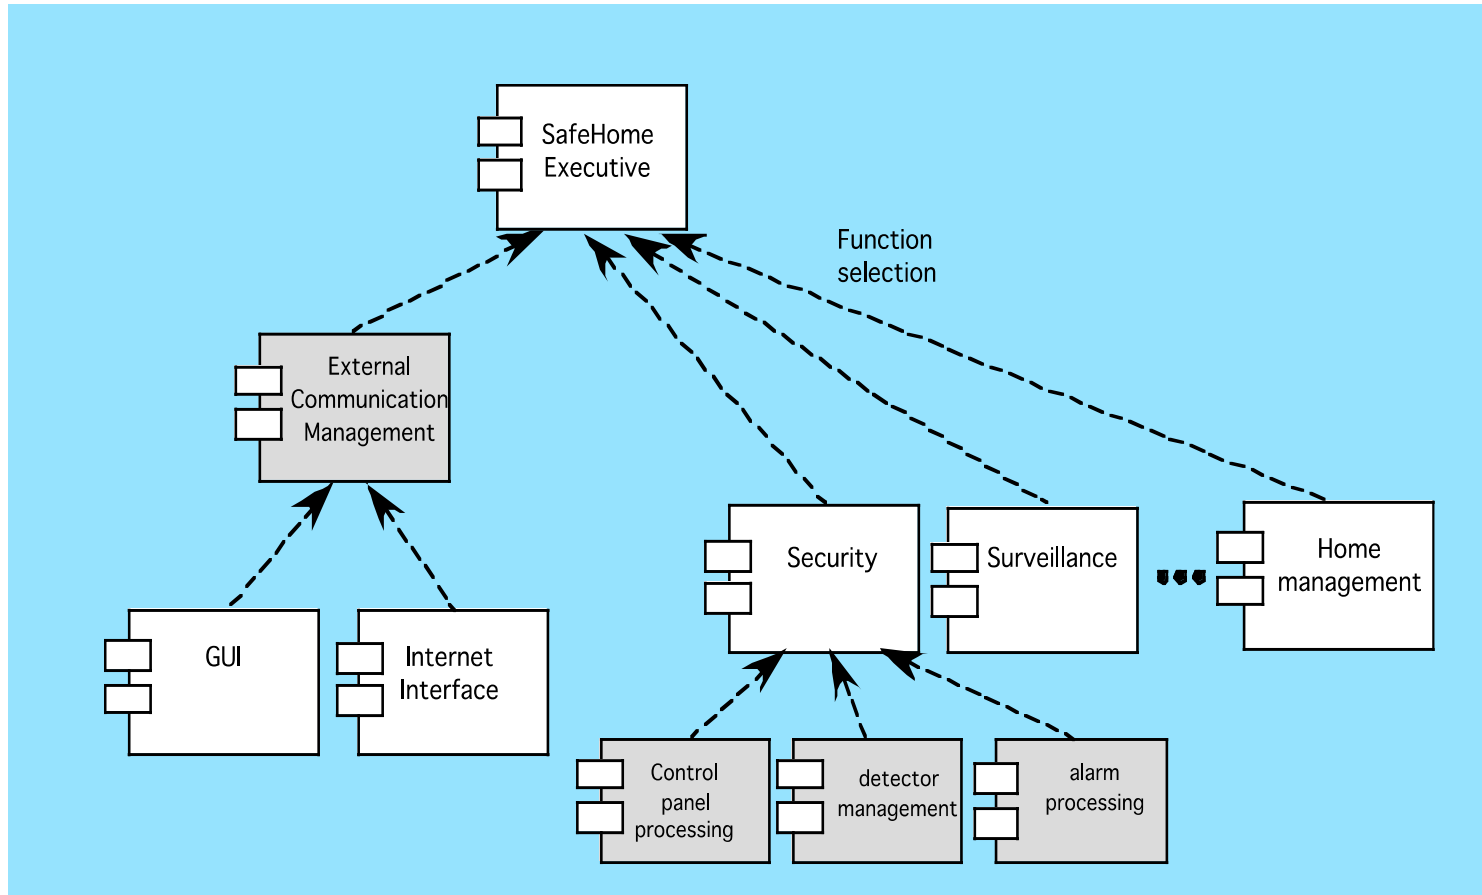 SafeHome
Executive
Function
selection
External
Communication
Management
Security
Surveillance
Home
management
GUI
Internet
Interface
Control
panel
processing
detector
management
alarm
processing